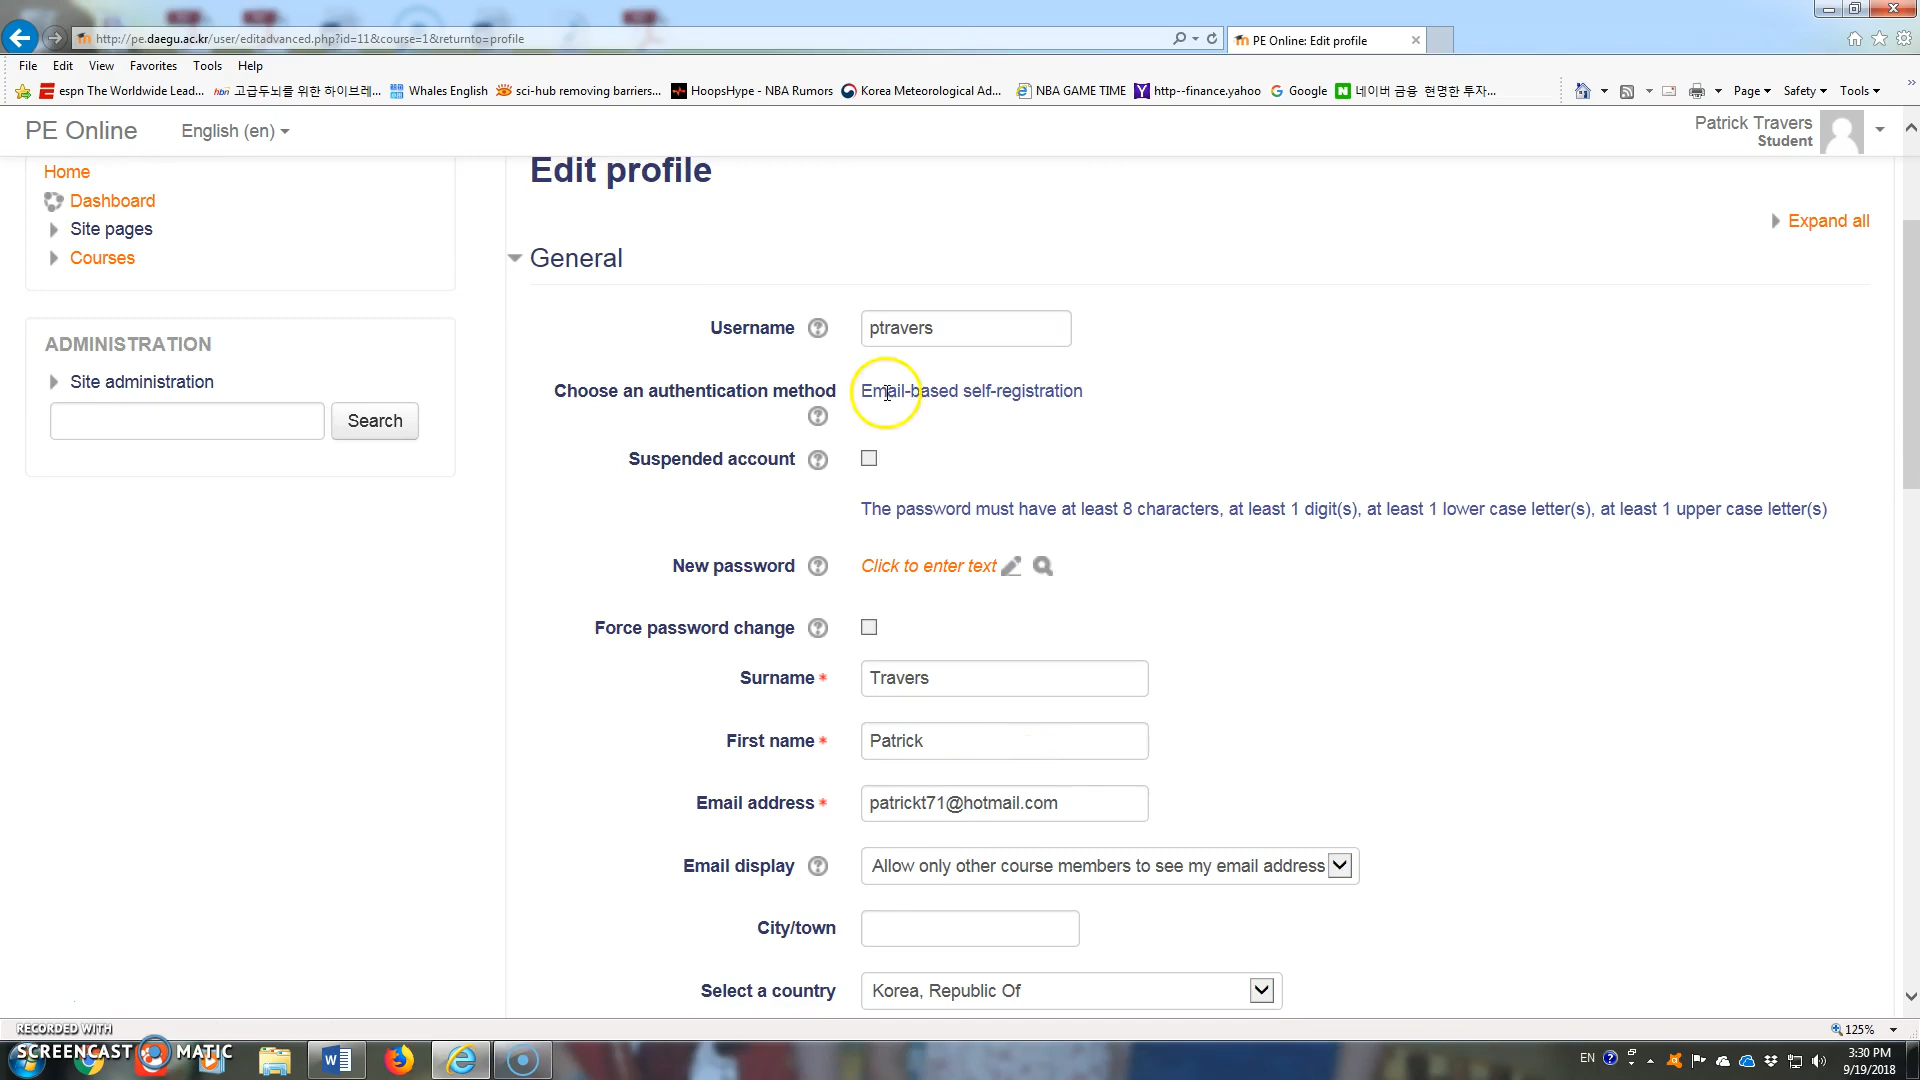 http://pe.daegu.ac.kr/user/editadvanced.php?id=11&course=1&returnto=profile
PE Online: Edit profile
File Edit View Favorites Tools Help
espn The Worldwide Lead... 고급두뇌를 위한 하이브레... Whales English sci-hub removing barriers... HoopsHype - NBA Rumors Korea Meteorological Ad... NBA GAME TIME http--finance.yahoo Google 네이버 금융 현명한 투자... Page Safety Tools
PE Online English (en) Patrick Travers
Student
Home
Dashboard
Site pages
Courses
ADMINISTRATION
Site administration
Search
Edit profile
Expand all
General
Username ptravers
Choose an authentication method Email-based self-registration
Suspended account
The password must have at least 8 characters, at least 1 digit(s), at least 1 lower case letter(s), at least 1 upper case letter(s)
New password Click to enter text
Force password change
Surname * Travers
First name * Patrick
Email address * patrickt71@hotmail.com
Email display Allow only other course members to see my email address
City/town
Select a country Korea, Republic Of
125%
RECORDED WITH
SCREENCAST MATIC
EN
3:30 PM
9/19/2018